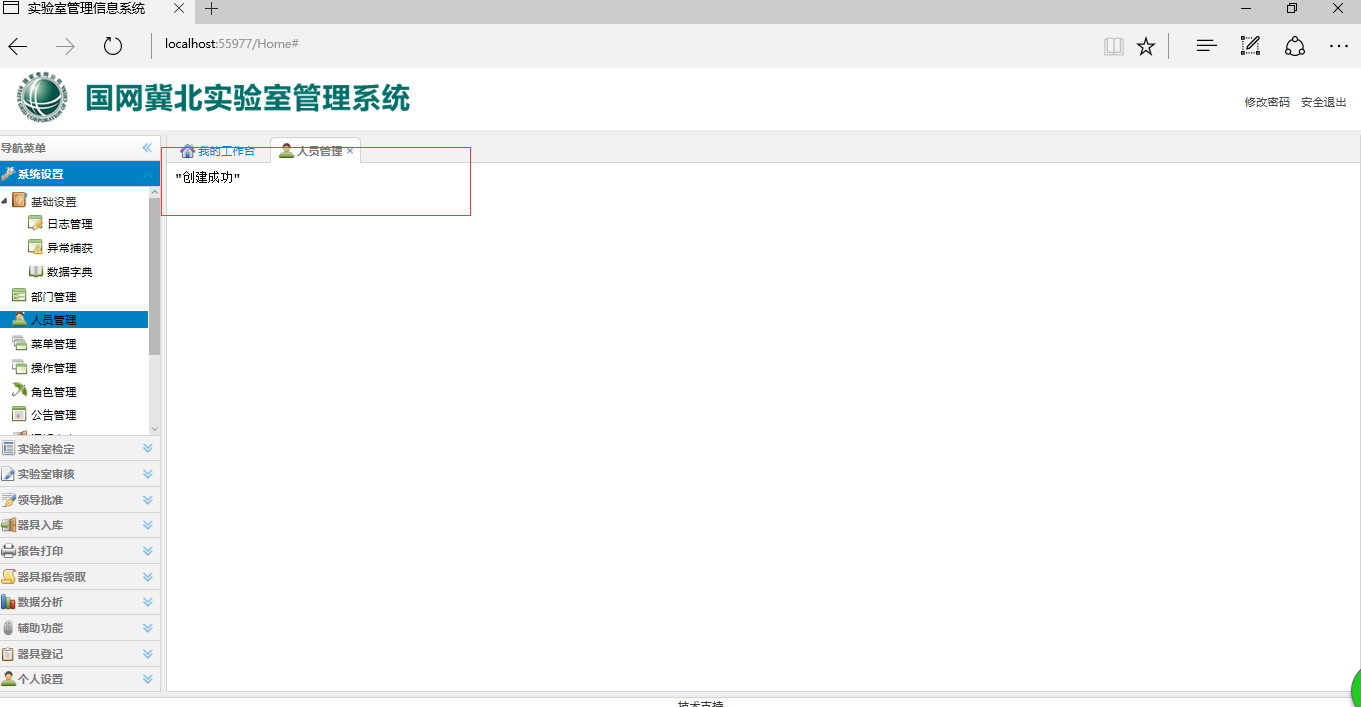 实验室管理信息系统
localhost:55977/Home#
国网冀北实验室管理系统
修改密码 安全退出
导航菜单
我的工作台
人员管理
系统设置
"创建成功"
基础设置
日志管理
异常捕获
数据字典
部门管理
人员管理
菜单管理
操作管理
角色管理
公告管理
实验室检定
实验室审核
领导批准
器具入库
报告打印
器具报告领取
数据分析
辅助功能
器具登记
个人设置
技术支持